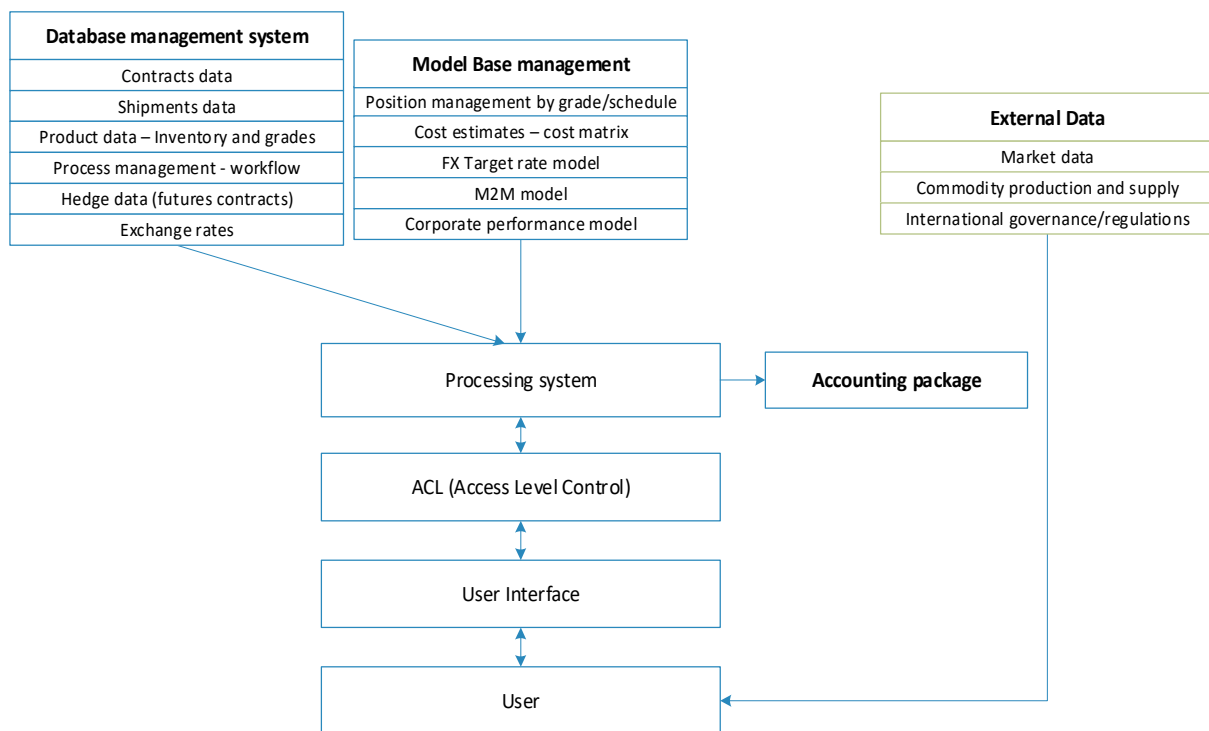 Database management system
Contracts data
Shipments data
Product data – Inventory and grades
Process management - workflow
Hedge data (futures contracts)
Exchange rates
Model Base management
Position management by grade/schedule
Cost estimates – cost matrix
FX Target rate model
M2M model
Corporate performance model
External Data
Market data
Commodity production and supply
International governance/regulations
Processing system
Accounting package
ACL (Access Level Control)
User Interface
User